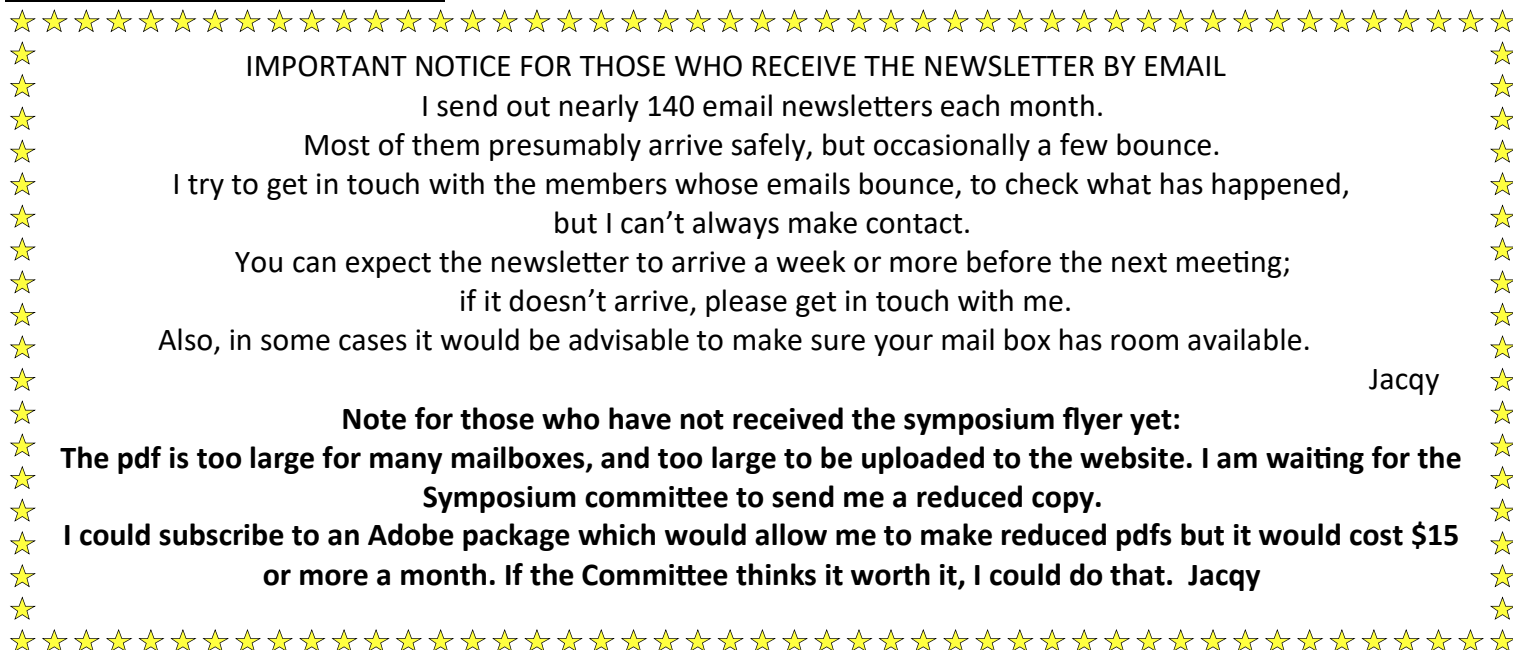 IMPORTANT NOTICE FOR THOSE WHO RECEIVE THE NEWSLETTER BY EMAIL
I send out nearly 140 email newsletters each month.
Most of them presumably arrive safely, but occasionally a few bounce.
I try to get in touch with the members whose emails bounce, to check what has happened,
but I can’t always make contact.
You can expect the newsletter to arrive a week or more before the next meeting;
if it doesn’t arrive, please get in touch with me.
Also, in some cases it would be advisable to make sure your mail box has room available.
Jacqy
Note for those who have not received the symposium flyer yet:
The pdf is too large for many mailboxes, and too large to be uploaded to the website. I am waiting for the
Symposium committee to send me a reduced copy.
I could subscribe to an Adobe package which would allow me to make reduced pdfs but it would cost $15
or more a month. If the Committee thinks it worth it, I could do that.  Jacqy